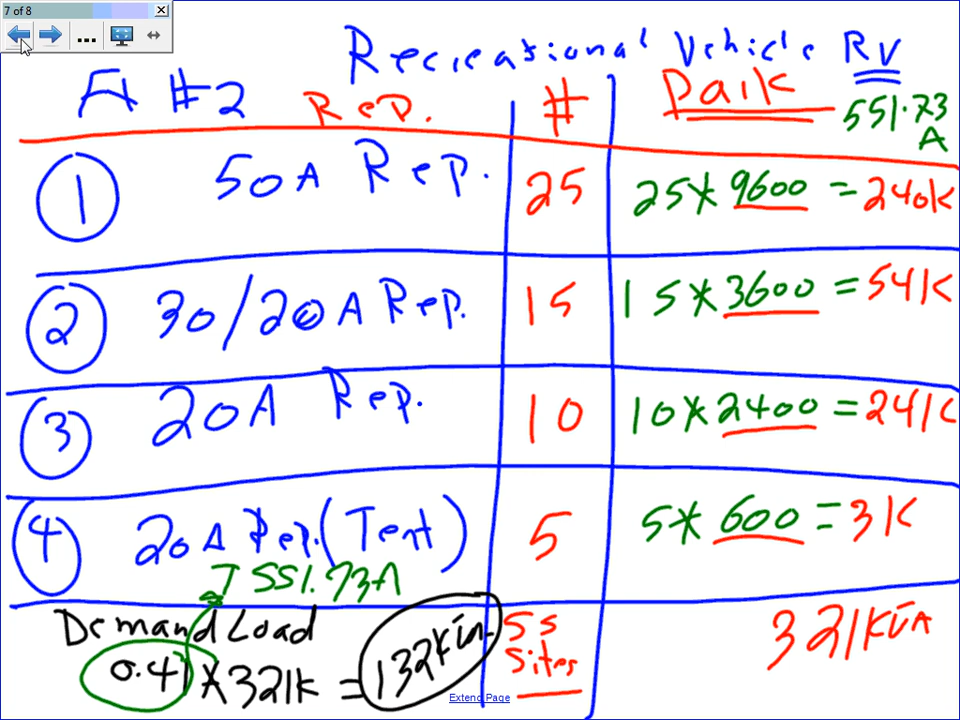 7 of 8
Recreational Vehicle RV
Ex #2 Rep. # Park 551.73 A
1 50A Rep. 25 25*9600 = 240K
2 30/20A Rep. 15 15*3600 = 54K
3 20A Rep. 10 10*2400 = 24K
4 20A Rep. (Tent) 5 5*600 = 3K
551.73A
Demand Load 55 Sites 321KVA
0.41*321K = 132KVA
Extend Page